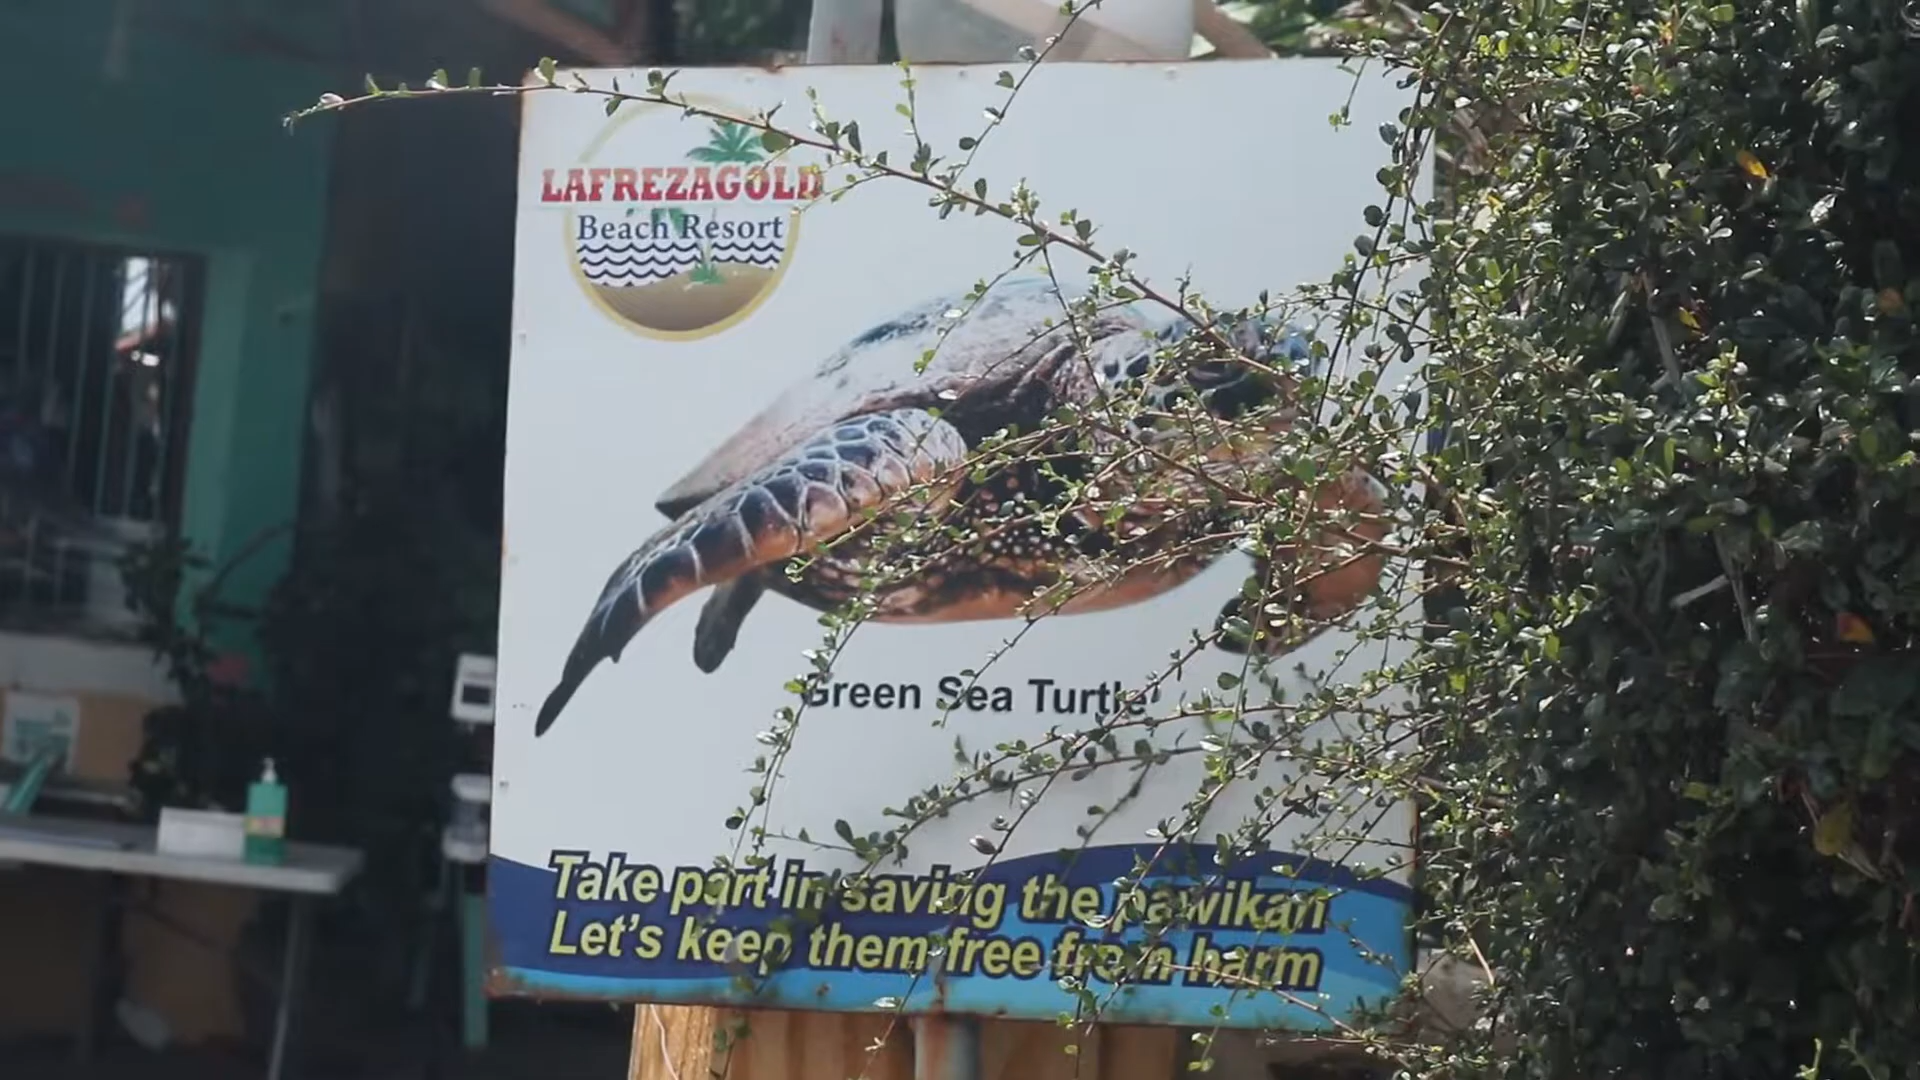 LAFREZAGOLD
Beach Resort
Green Sea Turtle
Take part in saving the pawikan
Let's keep them free from harm